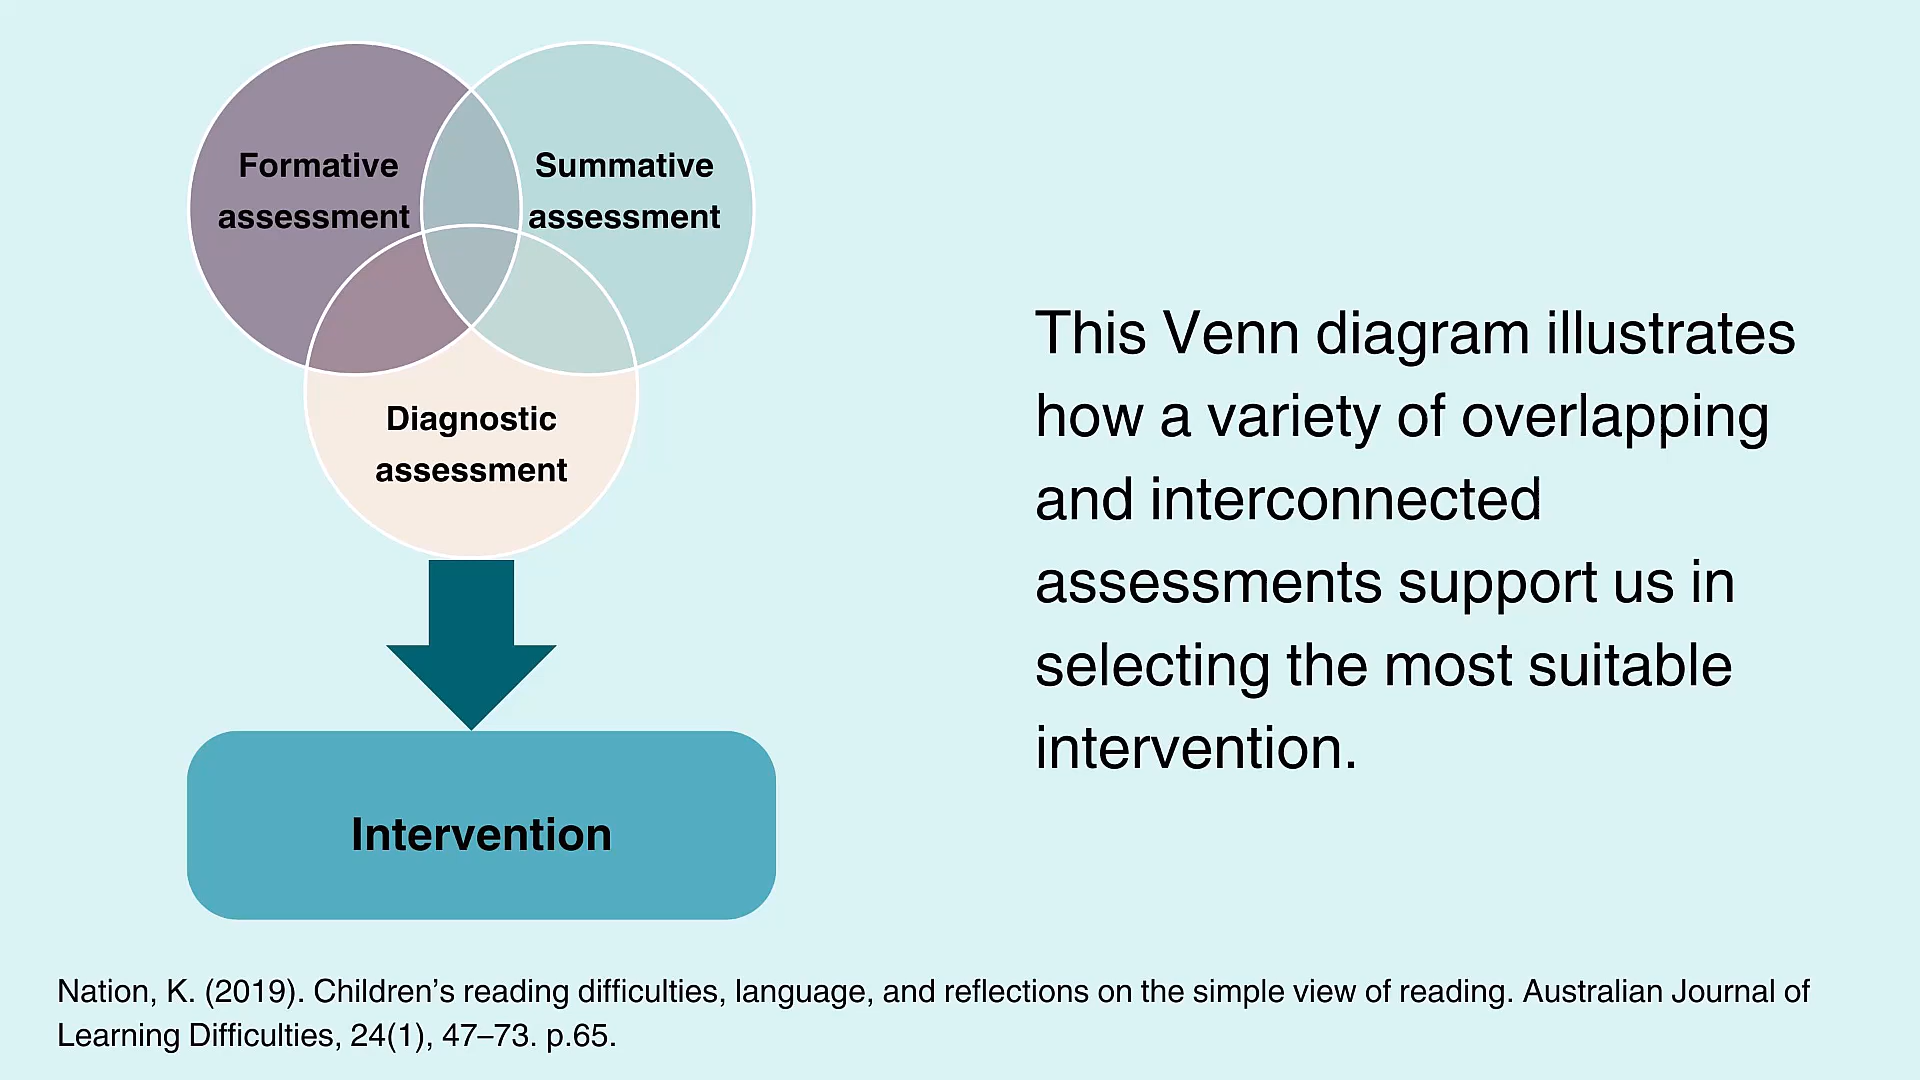 Formative
assessment
Summative
assessment
Diagnostic
assessment
Intervention
This Venn diagram illustrates
how a variety of overlapping
and interconnected
assessments support us in
selecting the most suitable
intervention.
Nation, K. (2019). Children’s reading difficulties, language, and reflections on the simple view of reading. Australian Journal of
Learning Difficulties, 24(1), 47–73. p.65.